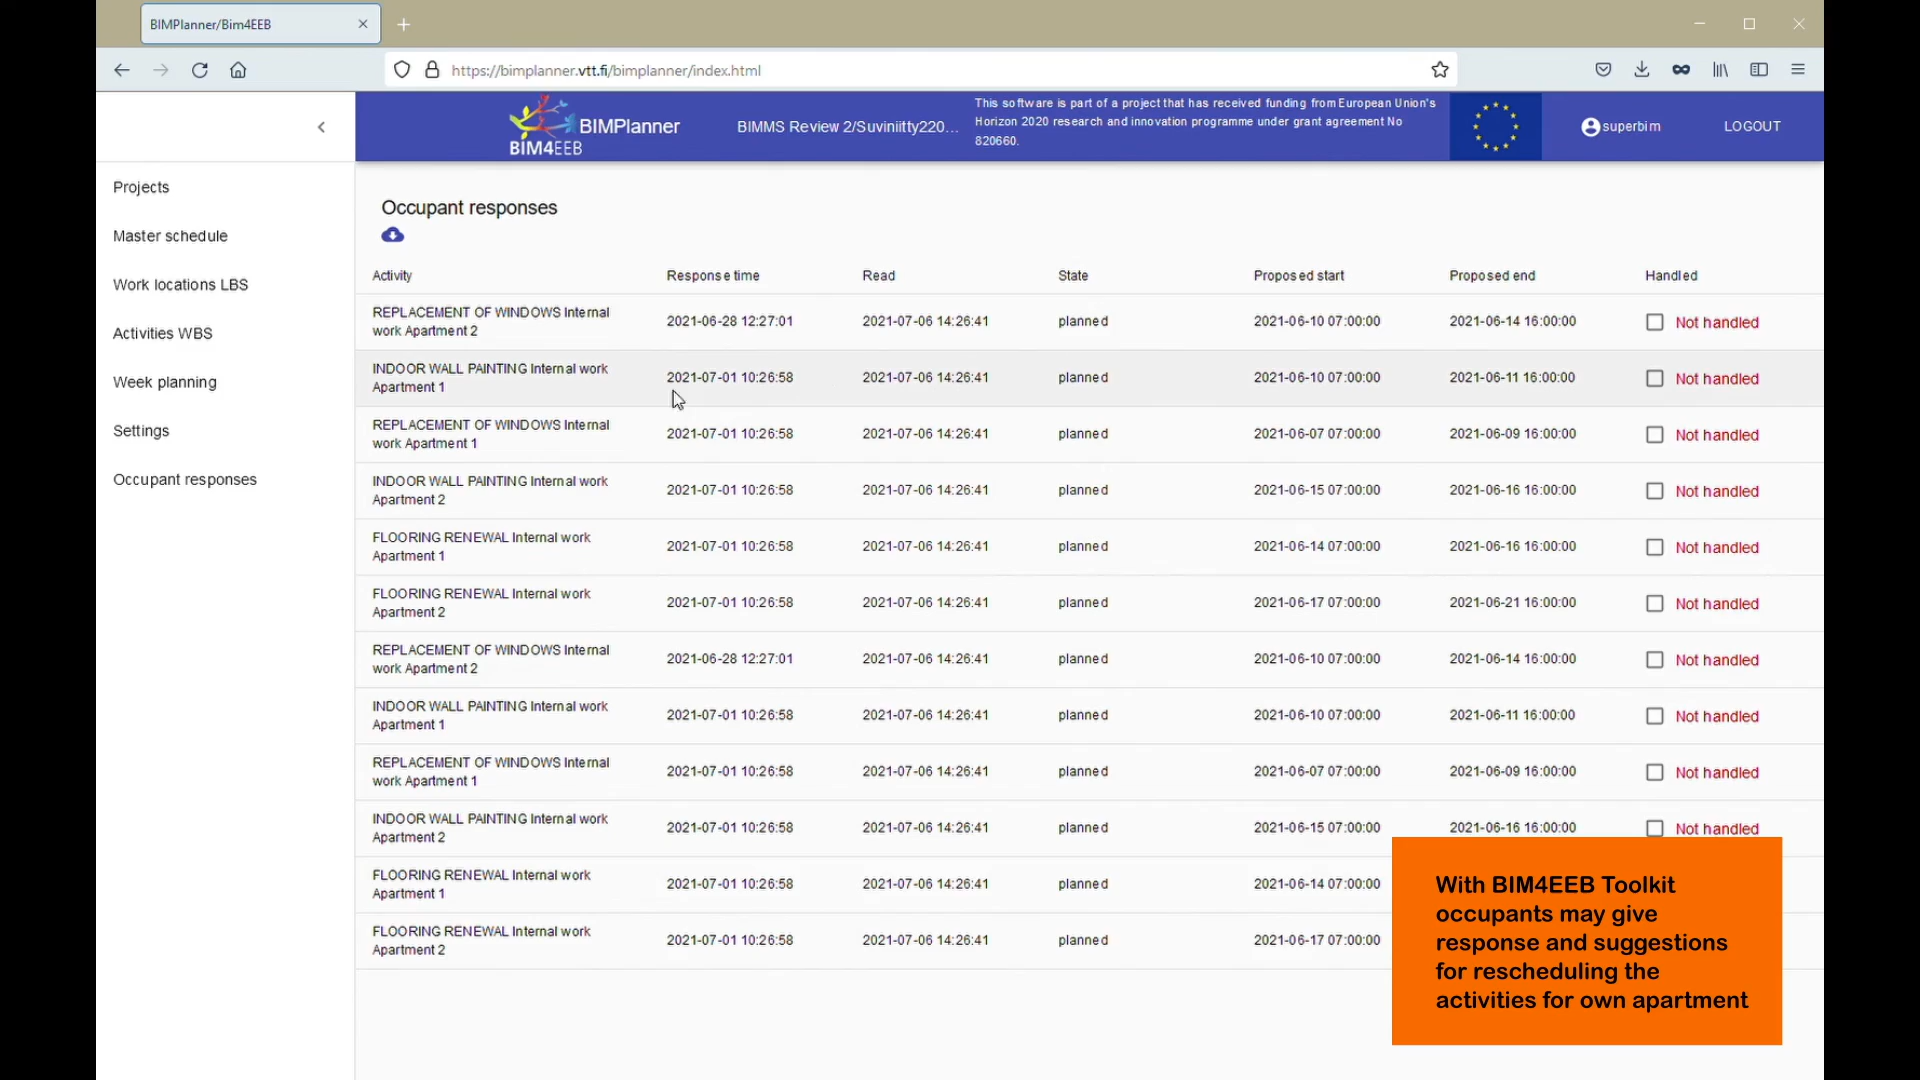 BIMPlanner/Bim4EEB
https://bimplanner.vtt.fi/bimplanner/index.html
BIMPlanner
BIM4EEB
BIMMS Review 2/Suviniitty220...
This software is part of a project that has received funding from European Union's
Horizon 2020 research and innovation programme under grant agreement No
820660.
superbim
LOGOUT
Projects
Master schedule
Work locations LBS
Activities WBS
Week planning
Settings
Occupant responses
Occupant responses
Activity Response time Read State Proposed start Proposed end Handled
REPLACEMENT OF WINDOWS Internal
work Apartment 2
2021-06-28 12:27:01 2021-07-06 14:26:41 planned 2021-06-10 07:00:00 2021-06-14 16:00:00 Not handled
INDOOR WALL PAINTING Internal work
Apartment 1
2021-07-01 10:26:58 2021-07-06 14:26:41 planned 2021-06-10 07:00:00 2021-06-11 16:00:00 Not handled
REPLACEMENT OF WINDOWS Internal
work Apartment 1
2021-07-01 10:26:58 2021-07-06 14:26:41 planned 2021-06-07 07:00:00 2021-06-09 16:00:00 Not handled
INDOOR WALL PAINTING Internal work
Apartment 2
2021-07-01 10:26:58 2021-07-06 14:26:41 planned 2021-06-15 07:00:00 2021-06-16 16:00:00 Not handled
FLOORING RENEWAL Internal work
Apartment 1
2021-07-01 10:26:58 2021-07-06 14:26:41 planned 2021-06-14 07:00:00 2021-06-16 16:00:00 Not handled
FLOORING RENEWAL Internal work
Apartment 2
2021-07-01 10:26:58 2021-07-06 14:26:41 planned 2021-06-17 07:00:00 2021-06-21 16:00:00 Not handled
REPLACEMENT OF WINDOWS Internal
work Apartment 2
2021-06-28 12:27:01 2021-07-06 14:26:41 planned 2021-06-10 07:00:00 2021-06-14 16:00:00 Not handled
INDOOR WALL PAINTING Internal work
Apartment 1
2021-07-01 10:26:58 2021-07-06 14:26:41 planned 2021-06-10 07:00:00 2021-06-11 16:00:00 Not handled
REPLACEMENT OF WINDOWS Internal
work Apartment 1
2021-07-01 10:26:58 2021-07-06 14:26:41 planned 2021-06-07 07:00:00 2021-06-09 16:00:00 Not handled
INDOOR WALL PAINTING Internal work
Apartment 2
2021-07-01 10:26:58 2021-07-06 14:26:41 planned 2021-06-15 07:00:00 2021-06-16 16:00:00 Not handled
FLOORING RENEWAL Internal work
Apartment 1
2021-07-01 10:26:58 2021-07-06 14:26:41 planned 2021-06-14 07:00:00
FLOORING RENEWAL Internal work
Apartment 2
2021-07-01 10:26:58 2021-07-06 14:26:41 planned 2021-06-17 07:00:00
With BIM4EEB Toolkit
occupants may give
response and suggestions
for rescheduling the
activities for own apartment